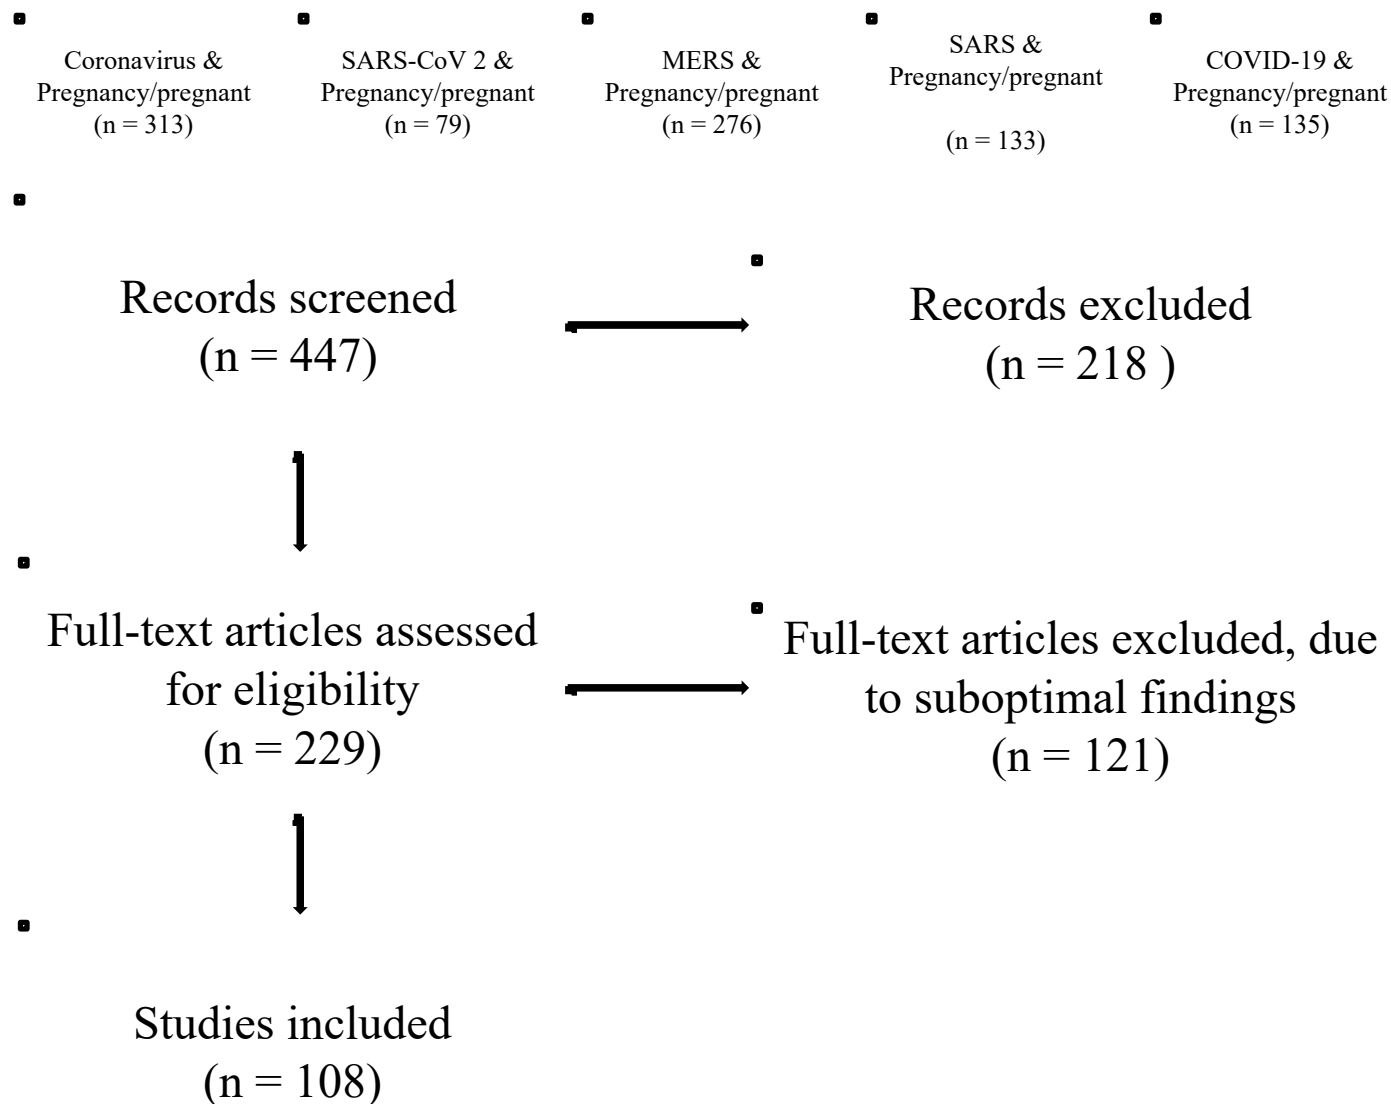 Coronavirus &
Pregnancy/pregnant
(n = 313)
SARS-CoV 2 &
Pregnancy/pregnant
(n = 79)
MERS &
Pregnancy/pregnant
(n = 276)
SARS &
Pregnancy/pregnant
(n = 133)
COVID-19 &
Pregnancy/pregnant
(n = 135)
Records screened
(n = 447)
Records excluded
(n = 218 )
Full-text articles assessed
for eligibility
(n = 229)
Full-text articles excluded, due
to suboptimal findings
(n = 121)
Studies included
(n = 108)